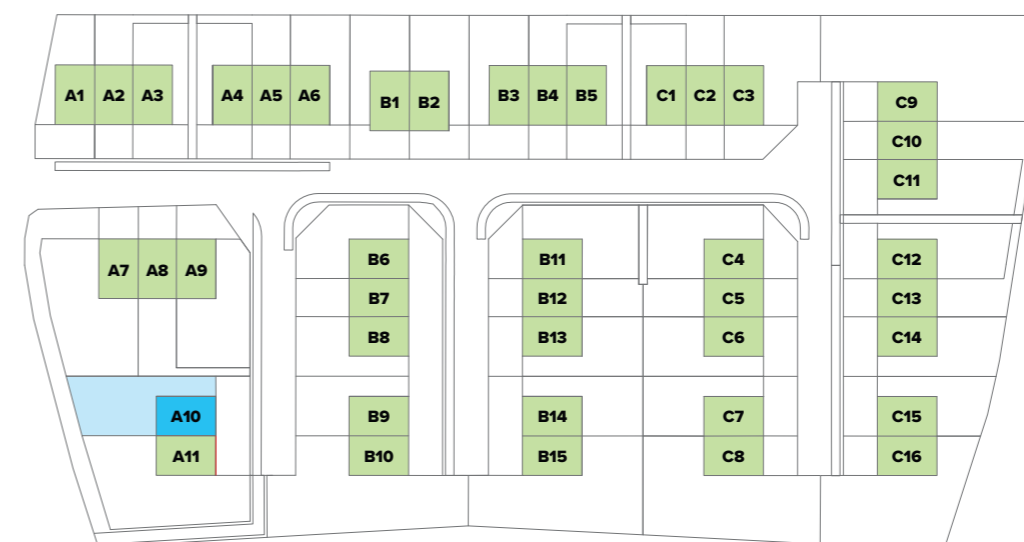 A1 A2 A3 A4 A5 A6 B1 B2 B3 B4 B5 C1 C2 C3 C9
C10
C11
A7 A8 A9 B6 B11 C4 C12
B7 B12 C5 C13
B8 B13 C6 C14
A10 B9 B14 C7 C15
A11 B10 B15 C8 C16